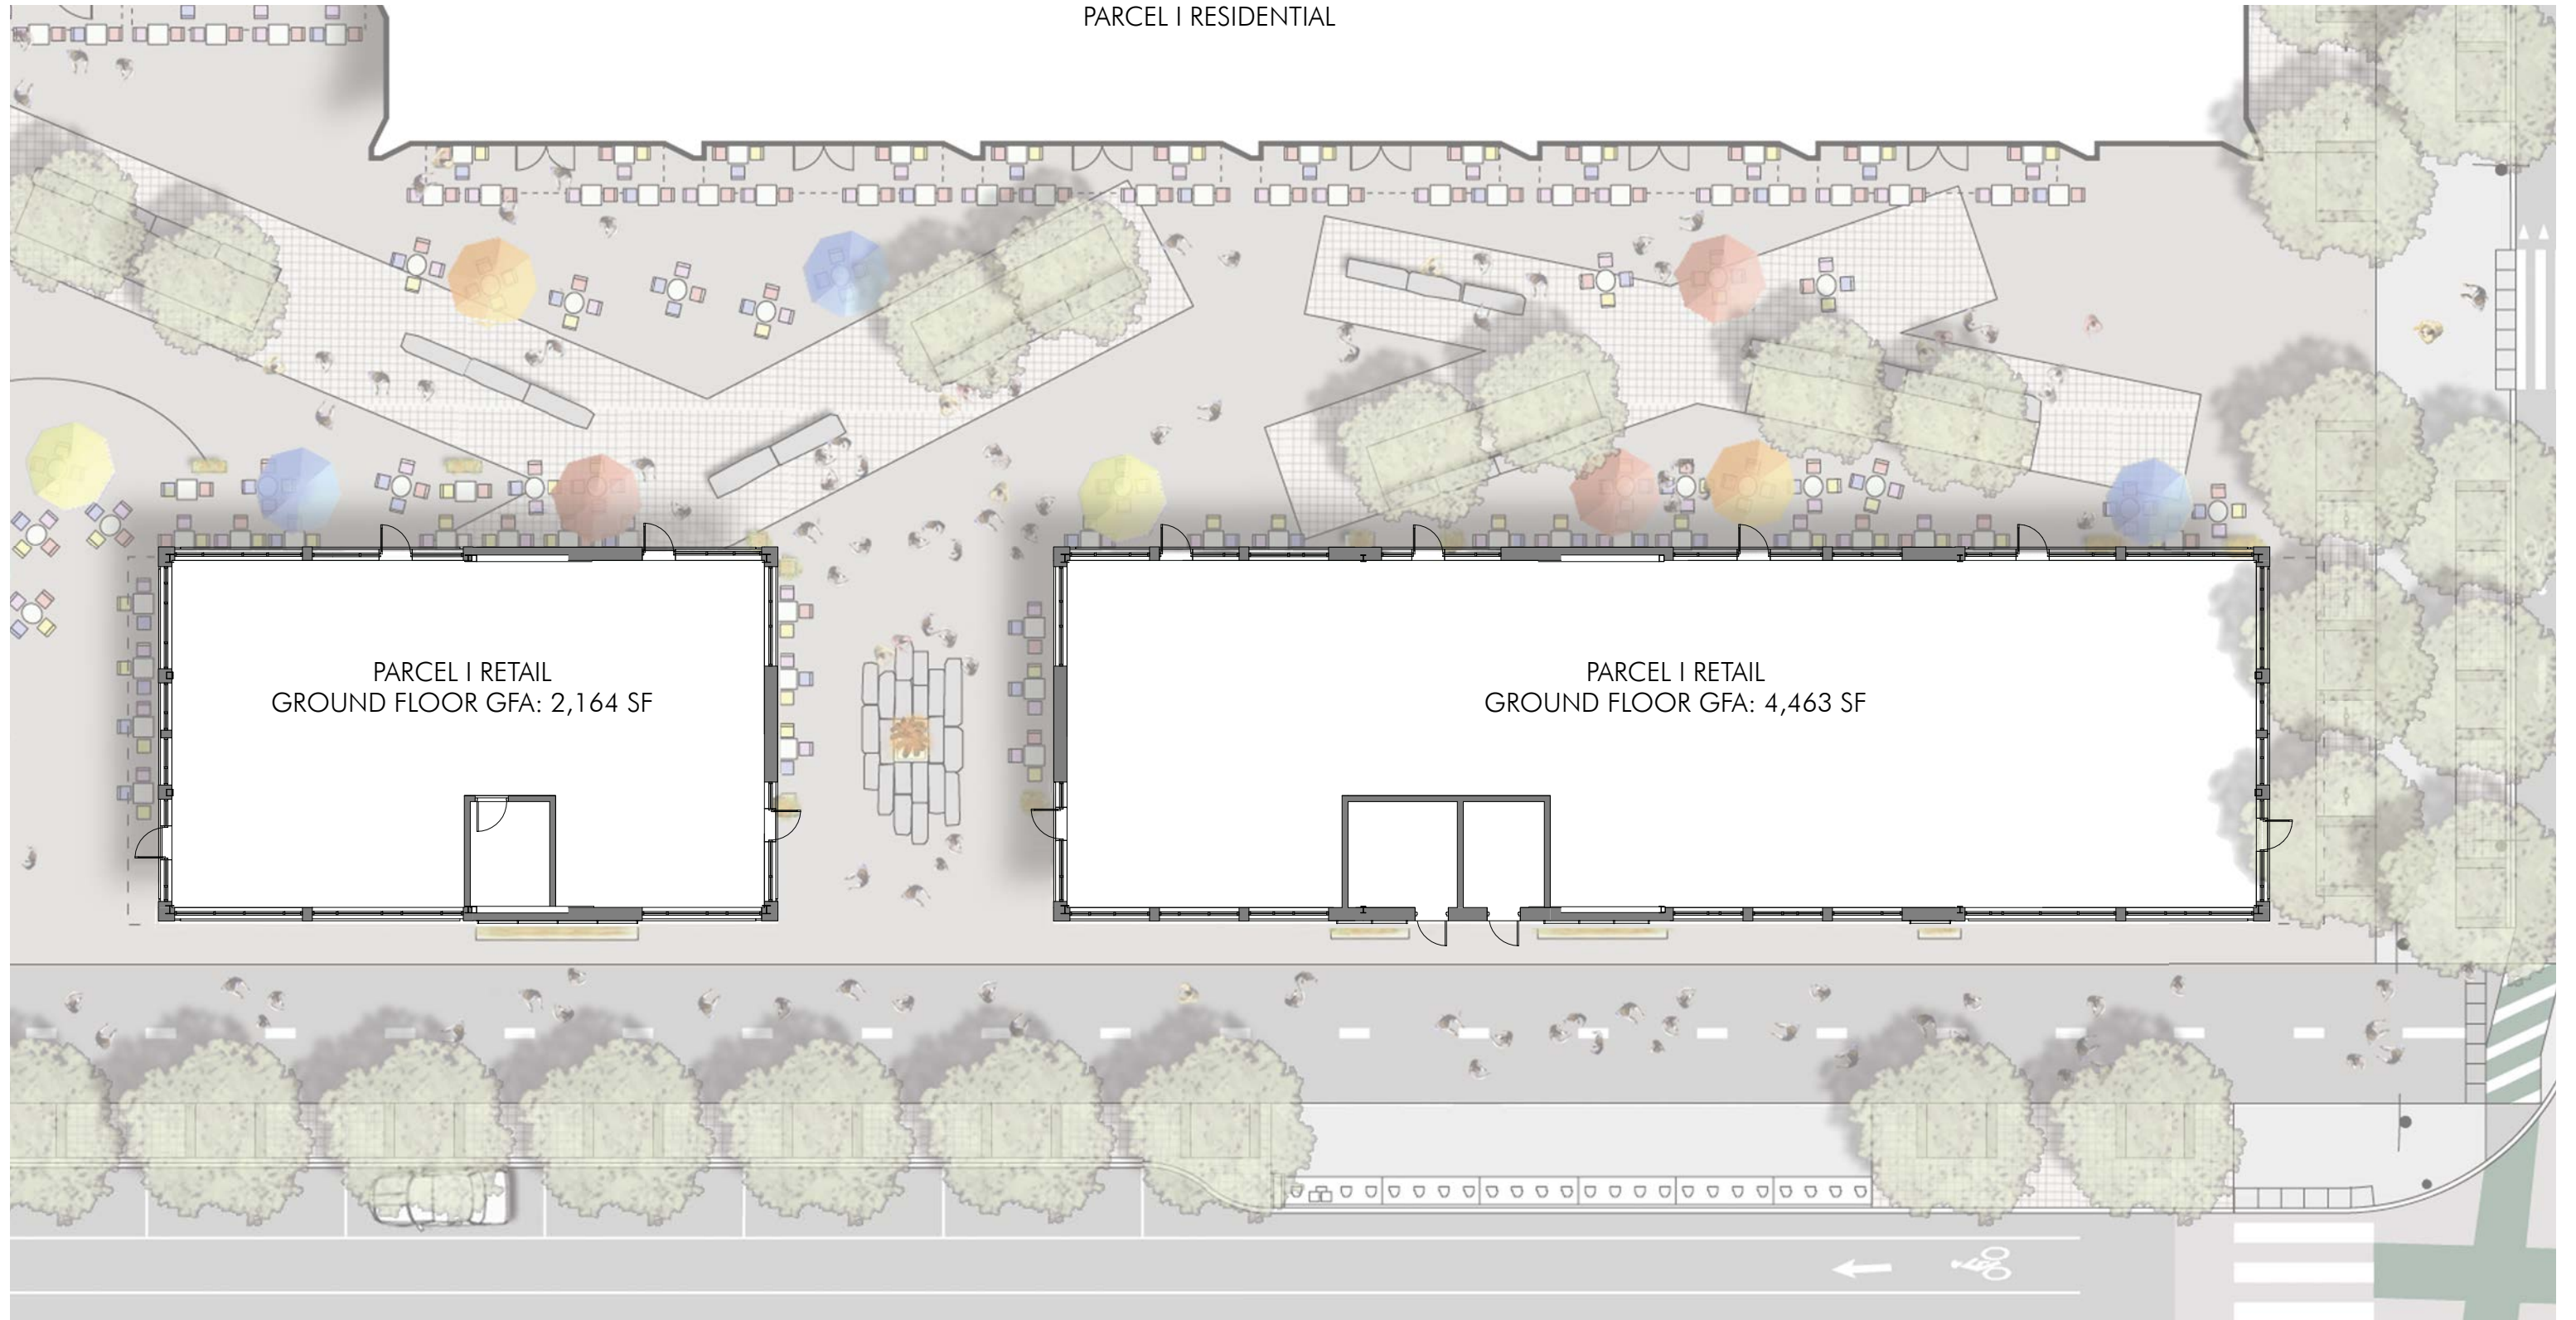 PARCEL I RESIDENTIAL
PARCEL I RETAIL
GROUND FLOOR GFA: 2,164 SF
PARCEL I RETAIL
GROUND FLOOR GFA: 4,463 SF